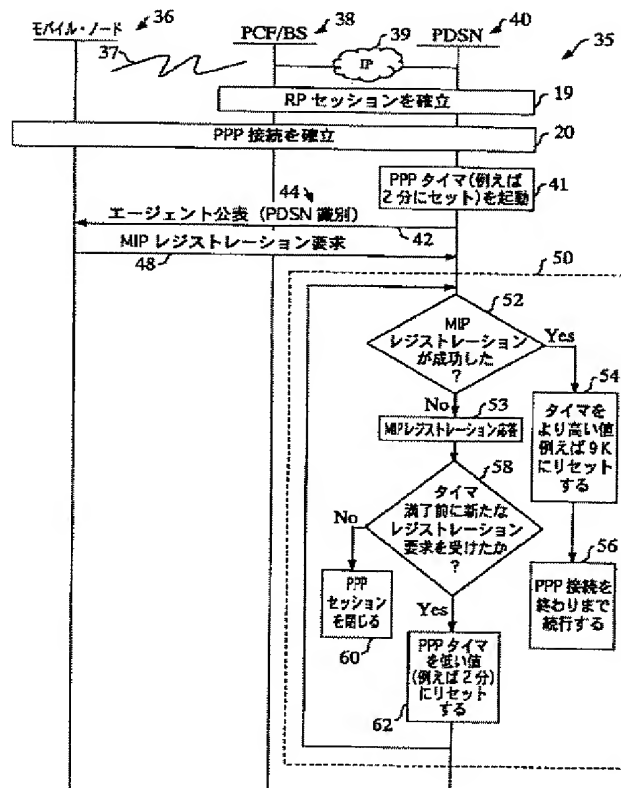 モバイル・ノード
36
37
PCF/BS
38
39
IP
PDSN
40
35
RP セッションを確立
19
PPP 接続を確立
20
PPP タイマ(例えば
2分にセット)を起動
41
44
エージェント公表 (PDSN 識別)
42
MIP レジストレーション要求
48
50
52
MIP
レジストレーション
が成功した
?
Yes
No
53
MIPレジストレーション応答
54
タイマを
より高い値
例えば 9K
にリセット
する
58
タイマ
満了前に新たな
レジストレーション
要求を受けたか
?
No
Yes
56
PPP 接続を
終わりまで
続行する
PPP
セッション
を閉じる
60
PPP タイマ
を低い値
(例えば2分)
にリセット
する
62